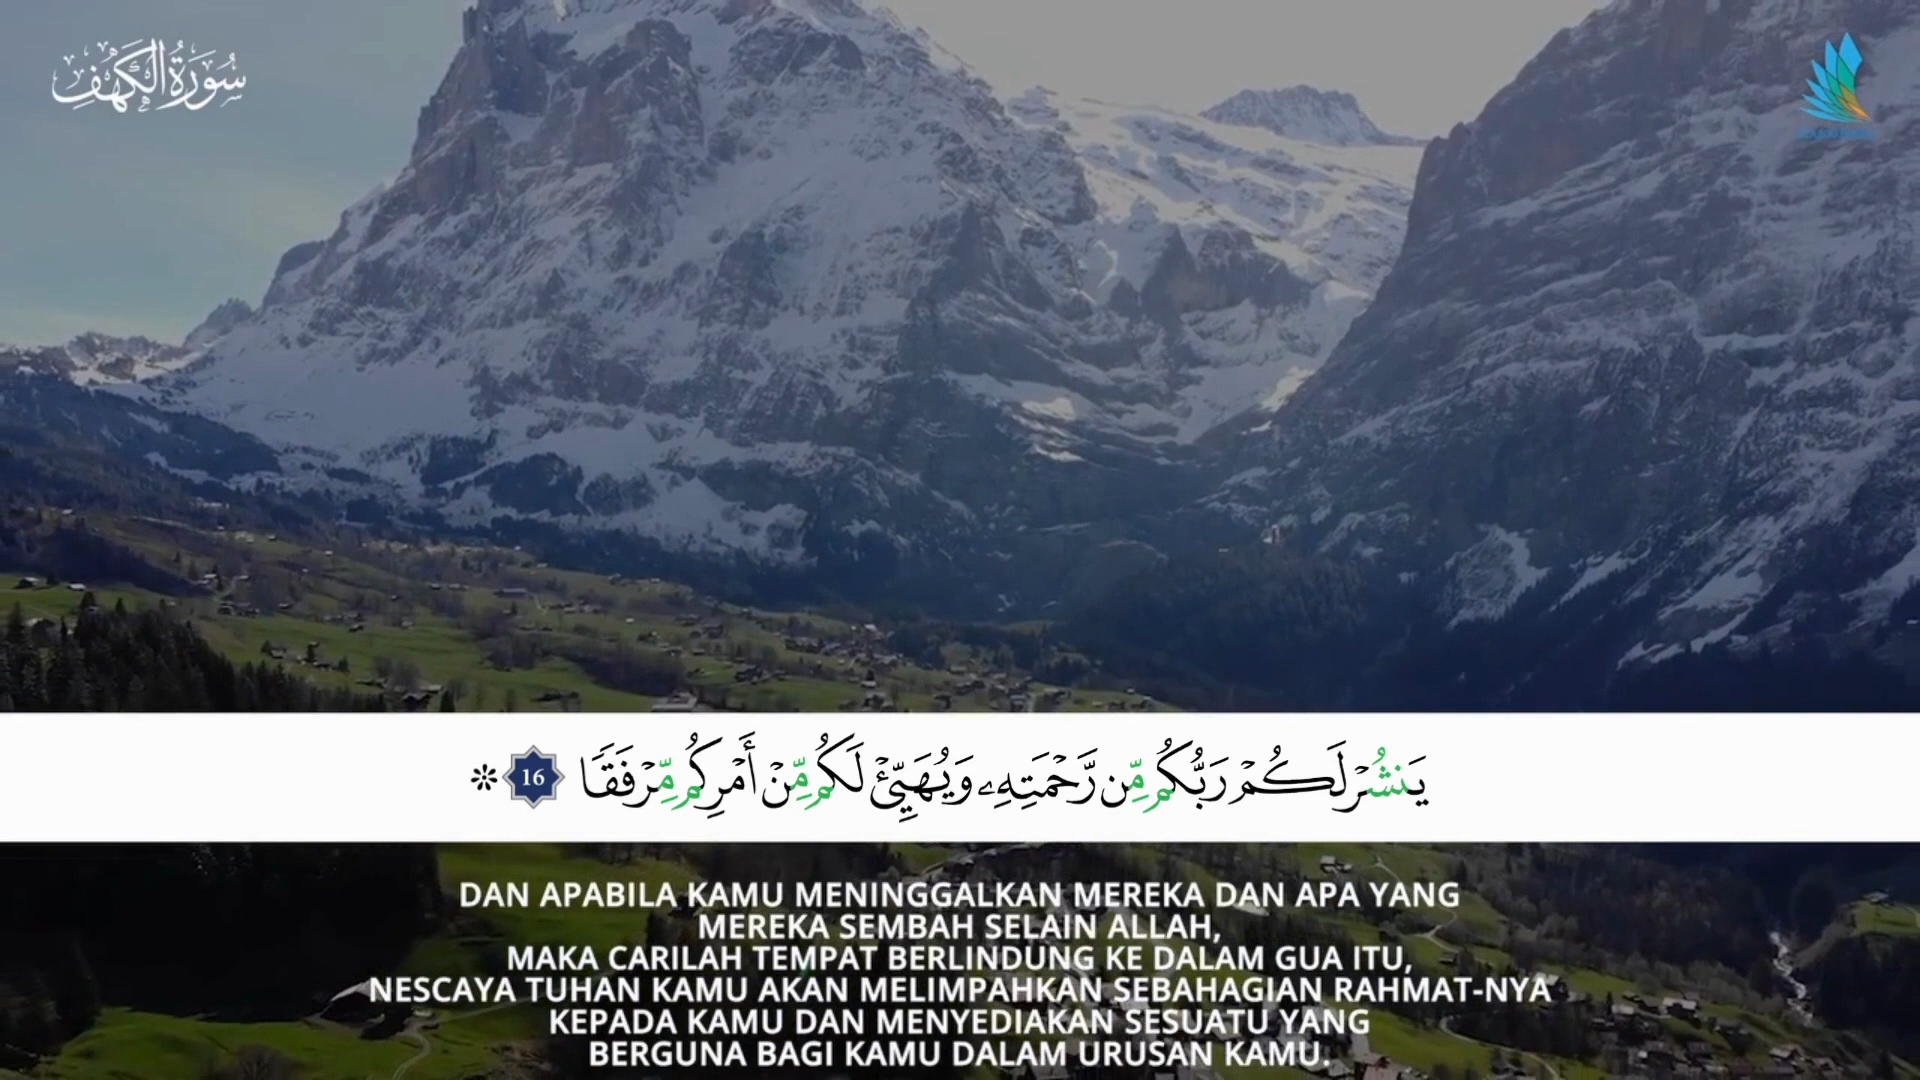 سُورَةُ الْكَهْفِ
يَنشُرْ لَكُمْ رَبُّكُم مِّن رَّحْمَتِهِۦ وَيُهَيِّئْ لَكُم مِّنْ أَمْرِكُم مِّرْفَقًا 16 ❇
DAN APABILA KAMU MENINGGALKAN MEREKA DAN APA YANG
MEREKA SEMBAH SELAIN ALLAH,
MAKA CARILAH TEMPAT BERLINDUNG KE DALAM GUA ITU,
NESCAYA TUHAN KAMU AKAN MELIMPAHKAN SEBAHAGIAN RAHMAT-NYA
KEPADA KAMU DAN MENYEDIAKAN SESUATU YANG
BERGUNA BAGI KAMU DALAM URUSAN KAMU.